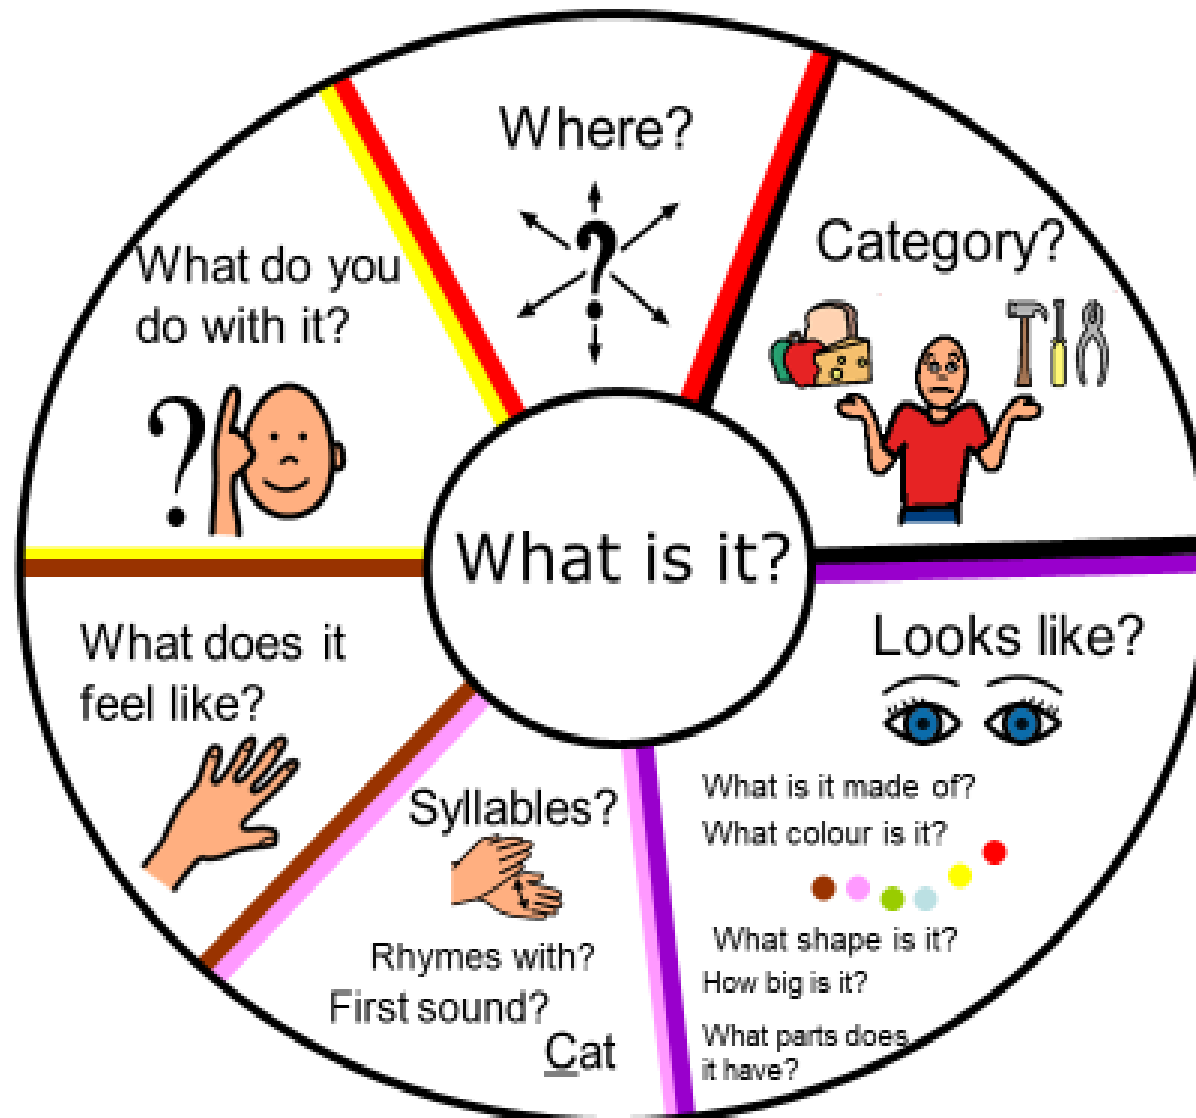 Where?
?
Category?
What do you
do with it?
?
What is it?
Looks like?
What is it made of?
What colour is it?
What shape is it?
How big is it?
What parts does
it have?
Syllables?
Rhymes with?
First sound?
Cat
What does it
feel like?